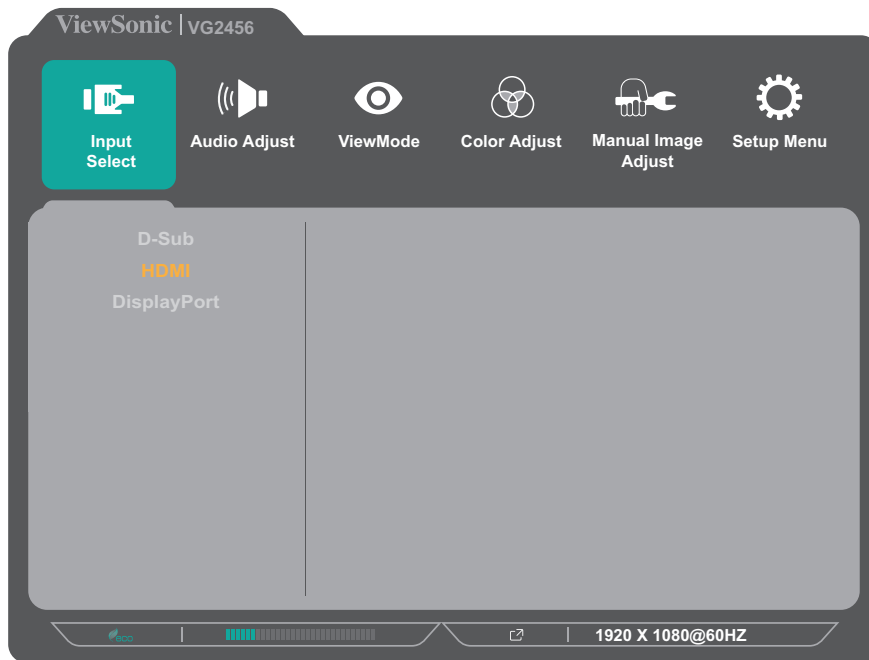 ViewSonic | VG2456
Input
Select
Audio Adjust
ViewMode
Color Adjust
Manual Image
Adjust
Setup Menu
D-Sub
HDMI
DisplayPort
eco
1920 X 1080@60HZ